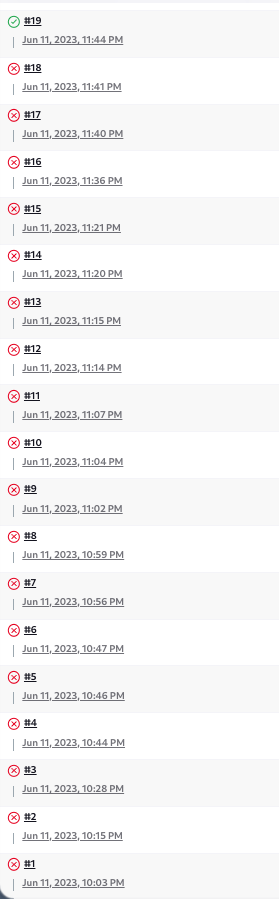 #19
Jun 11, 2023, 11:44 PM
#18
Jun 11, 2023, 11:41 PM
#17
Jun 11, 2023, 11:40 PM
#16
Jun 11, 2023, 11:36 PM
#15
Jun 11, 2023, 11:21 PM
#14
Jun 11, 2023, 11:20 PM
#13
Jun 11, 2023, 11:15 PM
#12
Jun 11, 2023, 11:14 PM
#11
Jun 11, 2023, 11:07 PM
#10
Jun 11, 2023, 11:04 PM
#9
Jun 11, 2023, 11:02 PM
#8
Jun 11, 2023, 10:59 PM
#7
Jun 11, 2023, 10:56 PM
#6
Jun 11, 2023, 10:47 PM
#5
Jun 11, 2023, 10:46 PM
#4
Jun 11, 2023, 10:44 PM
#3
Jun 11, 2023, 10:28 PM
#2
Jun 11, 2023, 10:15 PM
#1
Jun 11, 2023, 10:03 PM